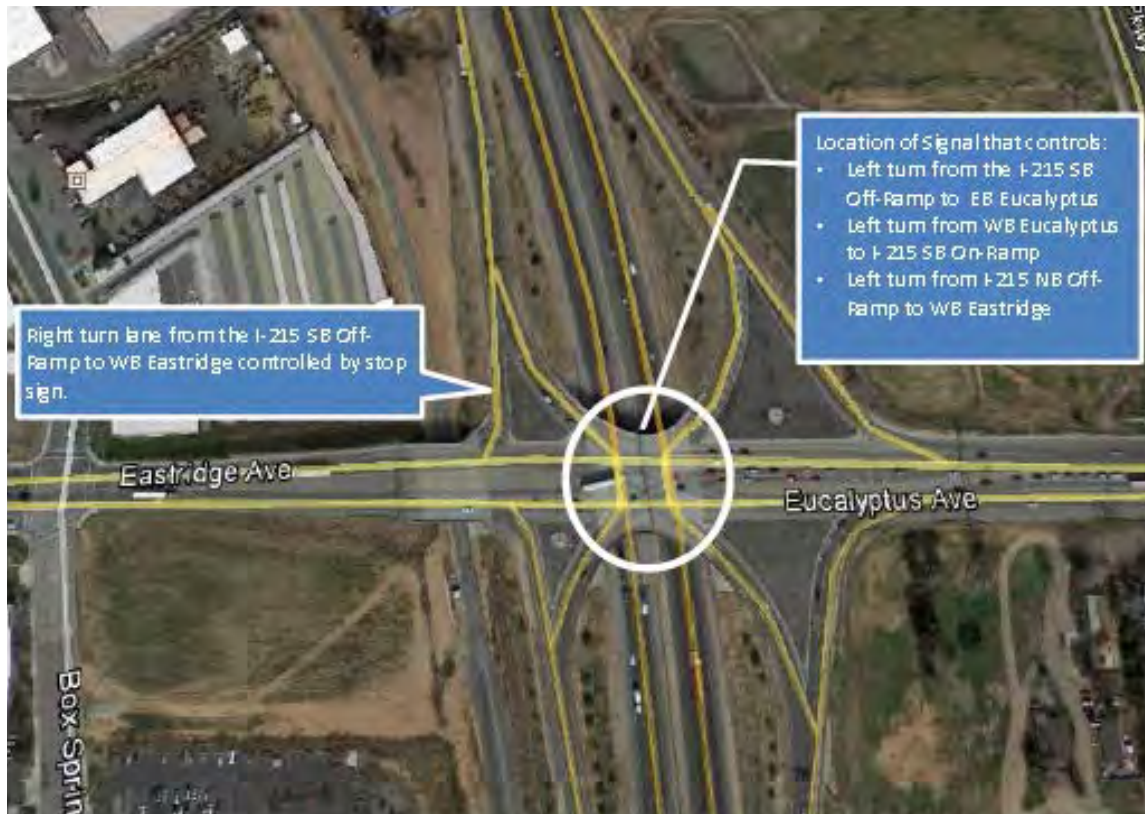 Location of Signal that controls:
• Left turn from the I-215 SB
Off-Ramp to EB Eucalyptus
• Left turn from WB Eucalyptus
to I-215 SB On-Ramp
• Left turn from I-215 NB Off-
Ramp to WB Eastridge
Right turn lane from the I-215 SB Off-
Ramp to WB Eastridge controlled by stop
sign.
Eastridge Ave
Eucalyptus Ave
Box Sprin